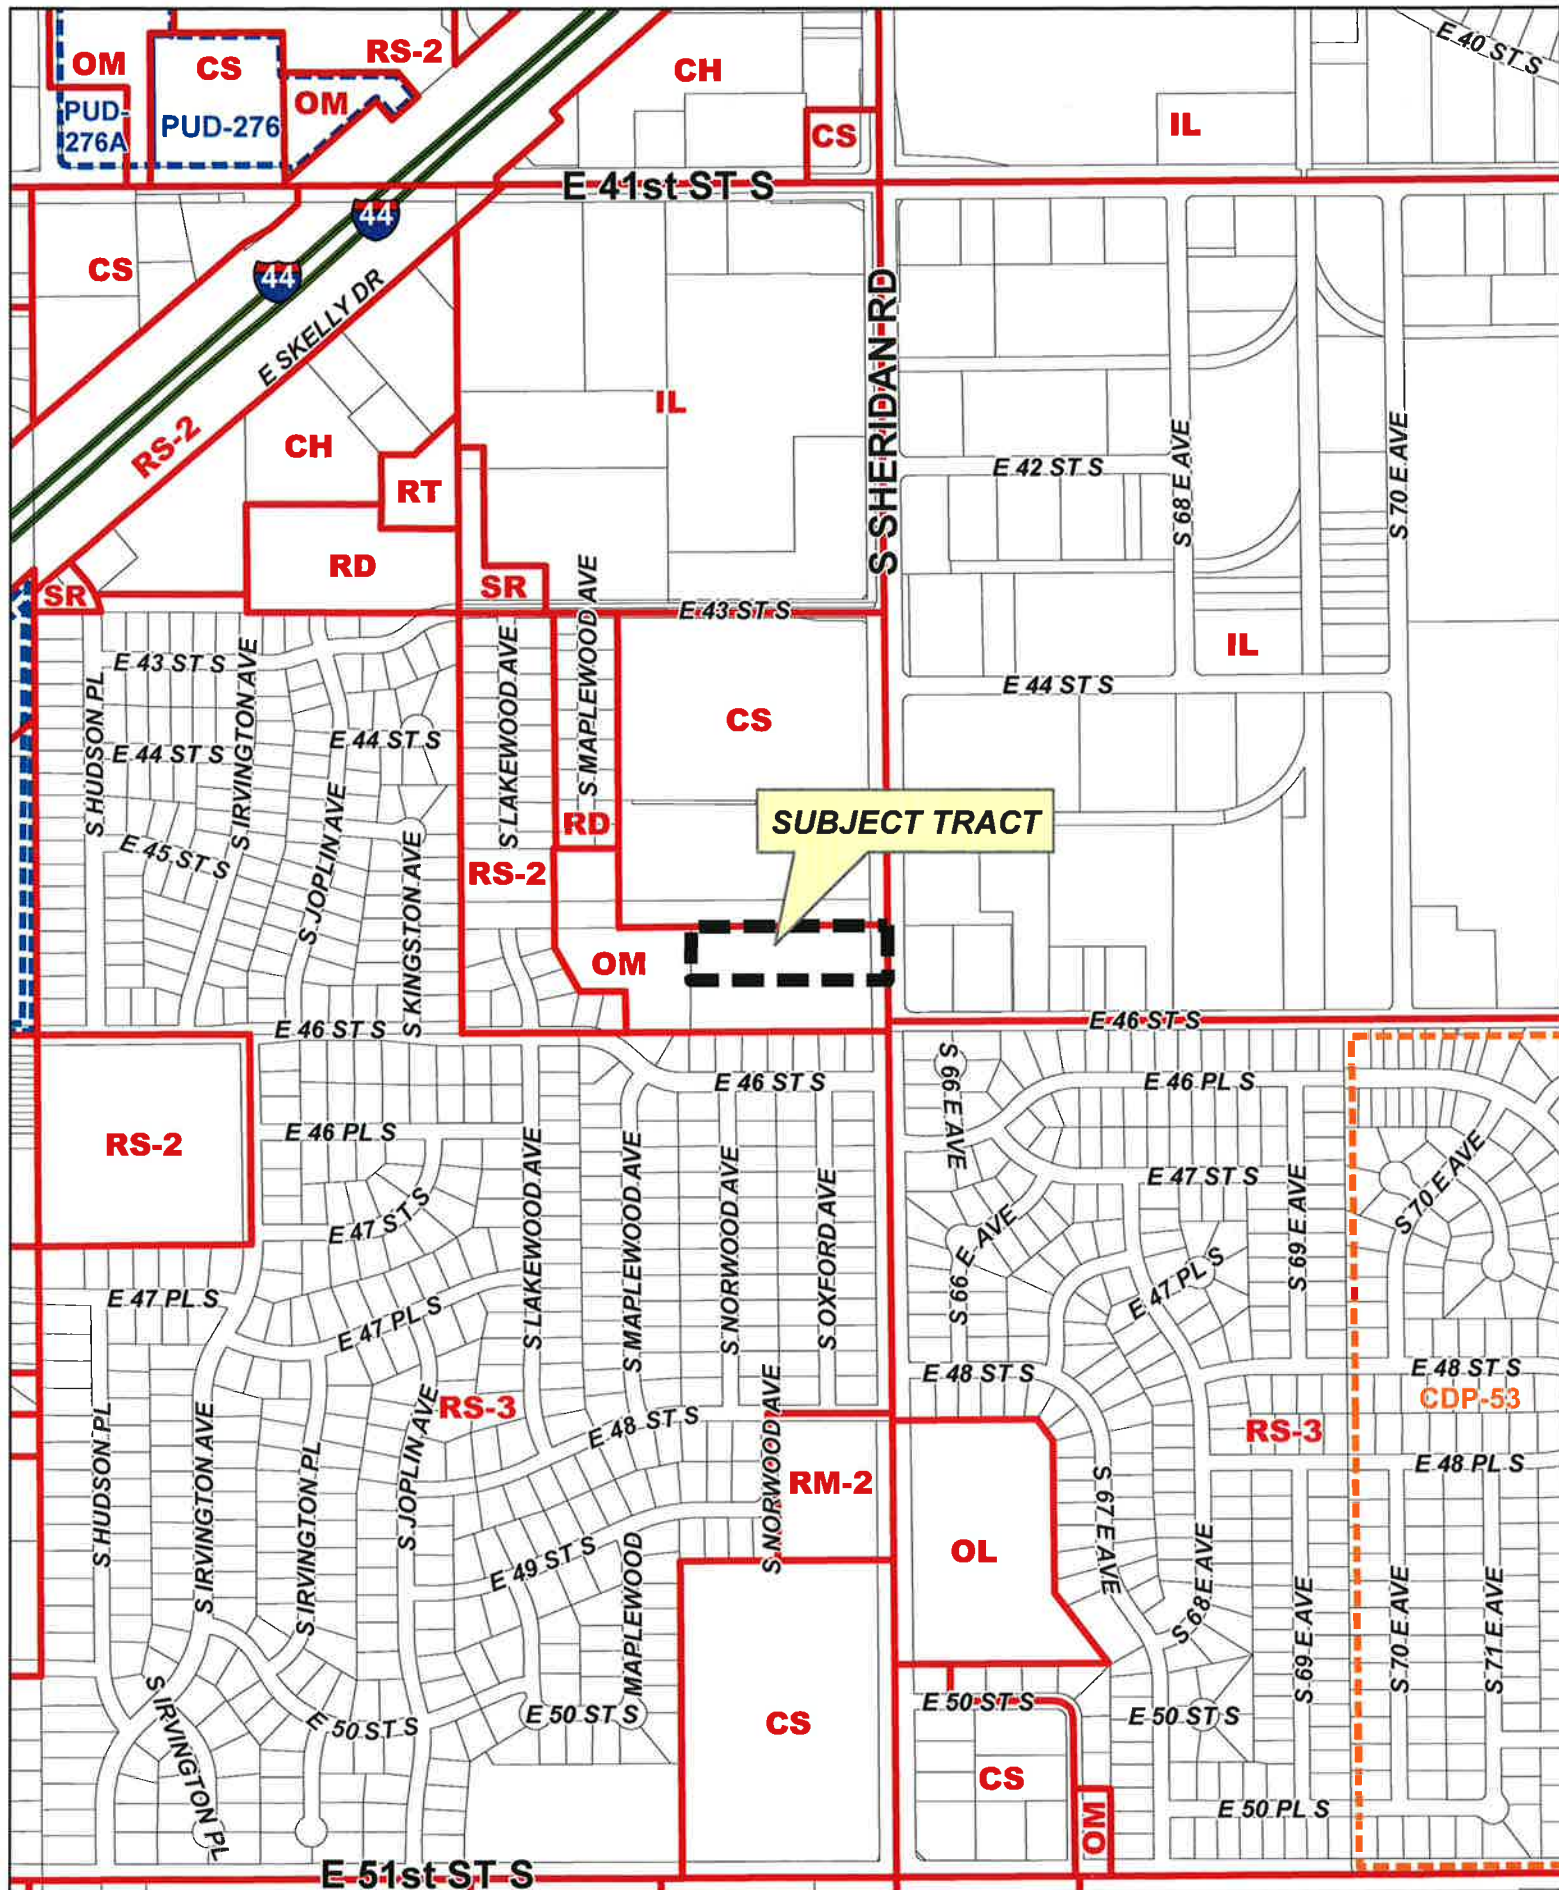 E 40 ST S
OM
CS
RS-2
CH
OM
PUD-
276A
PUD-276
CS
IL
E 41st ST S
44
CS
44
E SKELLY DR
S SHERIDAN RD
IL
RS-2
CH
RT
E 42 ST S
S 68 E AVE
S 70 E AVE
RD
SR
SR
S MAPLEWOOD AVE
E 43 ST S
IL
E 43 ST S
S HUDSON PL
S IRVINGTON AVE
S LAKEWOOD AVE
E 44 ST S
CS
E 44 ST S
E 44 ST S
S JOPLIN AVE
S KINGSTON AVE
E 45 ST S
RD
SUBJECT TRACT
RS-2
OM
E 46 ST S
E 46 ST S
S 66 E AVE
E 46 ST S
E 46 PL S
RS-2
E 46 PL S
S LAKEWOOD AVE
S MAPLEWOOD AVE
S NORWOOD AVE
S OXFORD AVE
E 47 ST S
S 69 E AVE
S 70 E AVE
E 47 ST S
S 66 E AVE
E 47 PL S
E 47 PL S
E 47 PL S
E 48 ST S
E 48 ST S
CDP-53
S HUDSON PL
S IRVINGTON AVE
S IRVINGTON PL
S JOPLIN AVE
RS-3
E 48 ST S
S NORWOOD AVE
RM-2
RS-3
E 48 PL S
S 67 E AVE
OL
E 49 ST S
S MAPLEWOOD
S 68 E AVE
S 69 E AVE
S 70 E AVE
S 71 E AVE
S IRVINGTON PL
E 50 ST S
E 50 ST S
CS
E 50 ST S
E 50 ST S
CS
OM
E 50 PL S
E 51st ST S